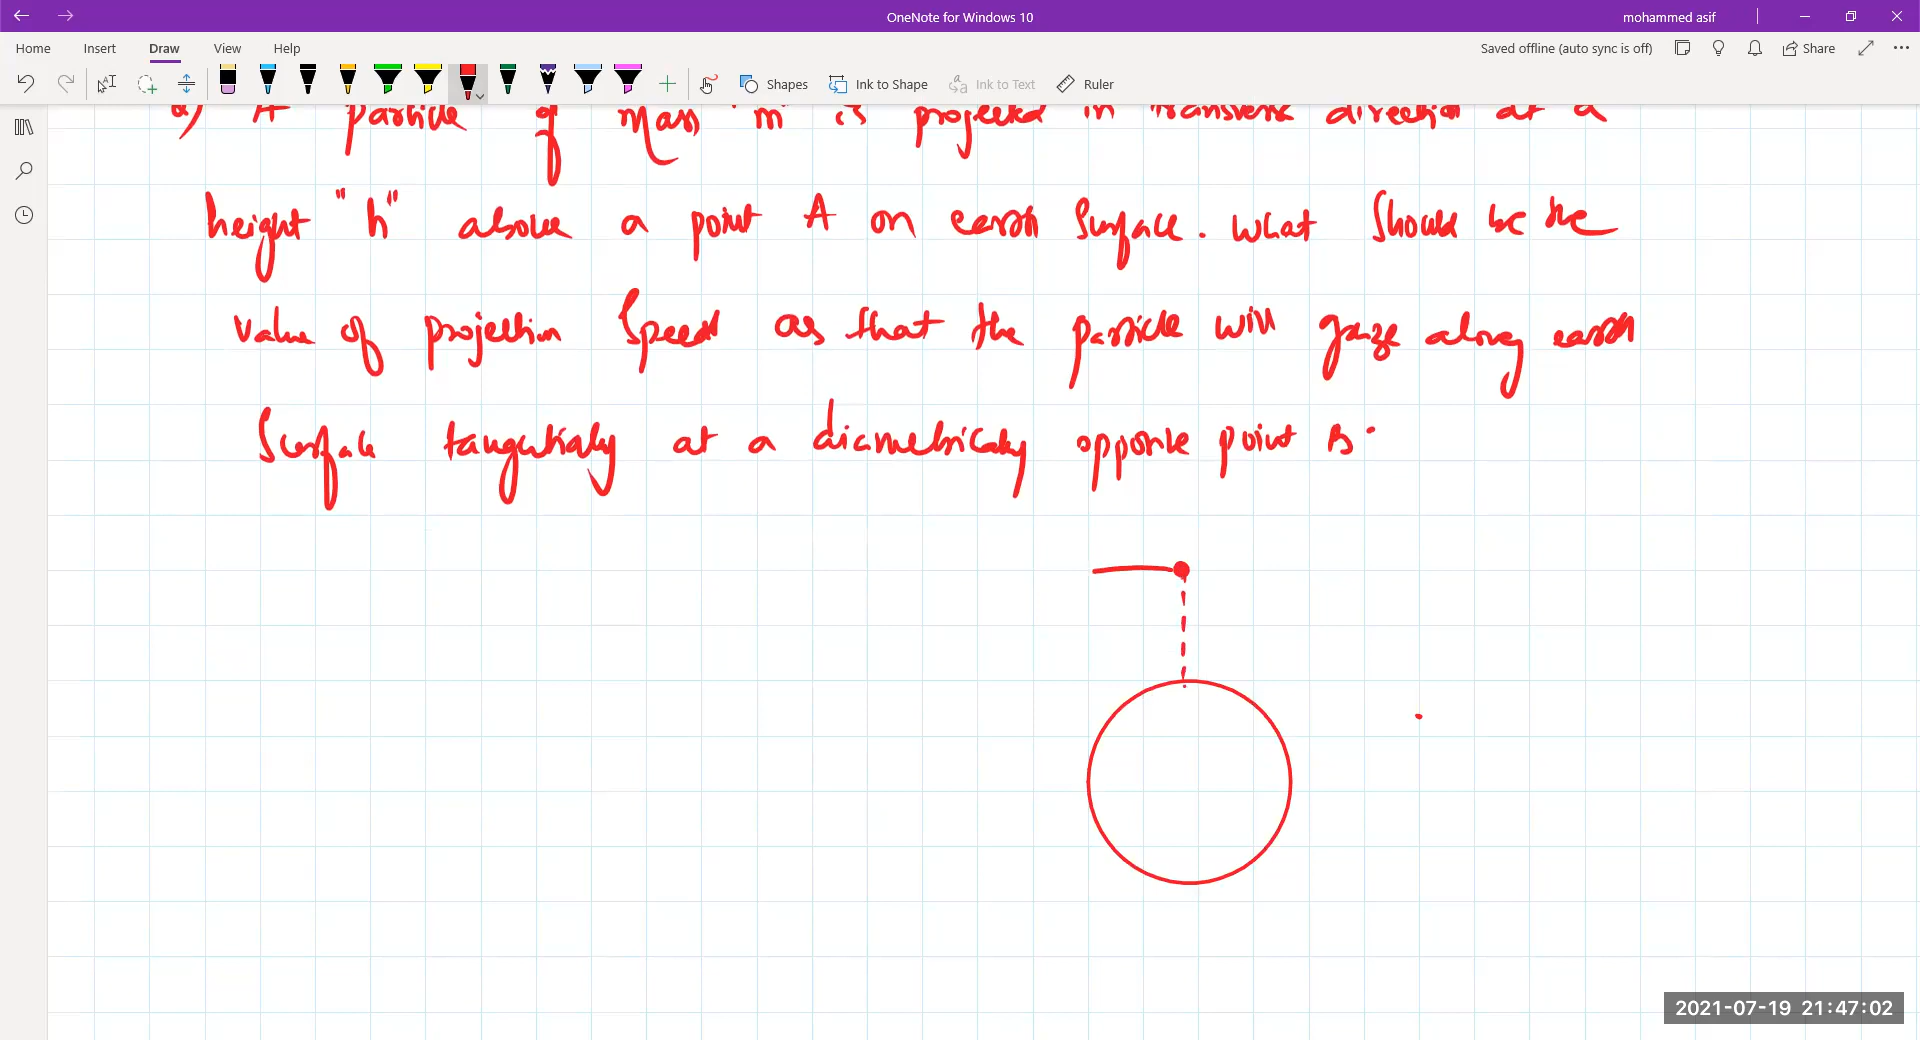 OneNote for Windows 10
mohammed asif
Home Insert Draw View Help
Saved offline (auto sync is off) Share
Shapes Ink to Shape Ink to Text Ruler
a) A particle of mass "m" is projected in transverse direction at a
height "h" above a point A on earth surface. what should be the
value of projection speed as that the particle will graze along earth
surface tangentialy at a diametricaly opposite point B.
2021-07-19 21:47:02